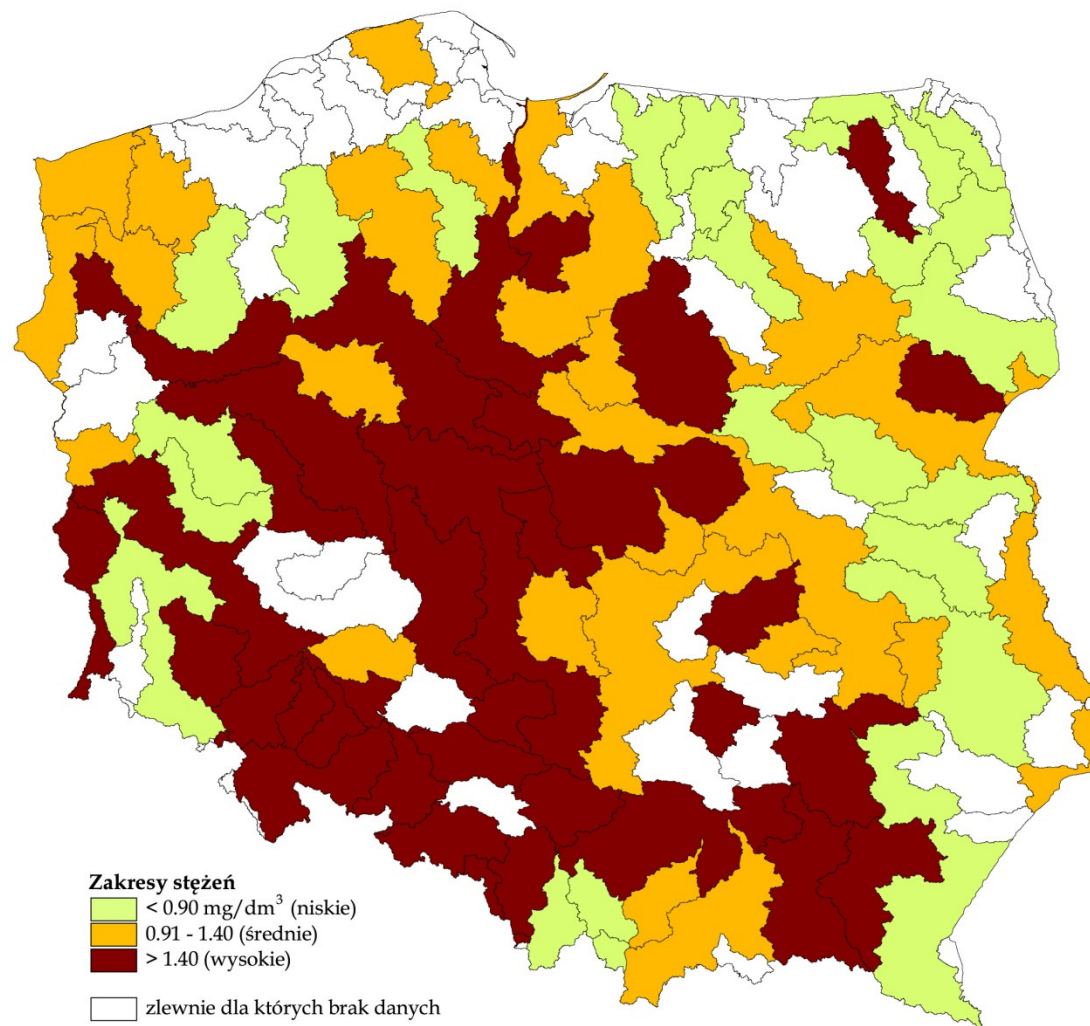 Zakresy stężeń
< 0.90 mg/dm³ (niskie)
0.91 - 1.40 (średnie)
> 1.40 (wysokie)
zlewnie dla których brak danych